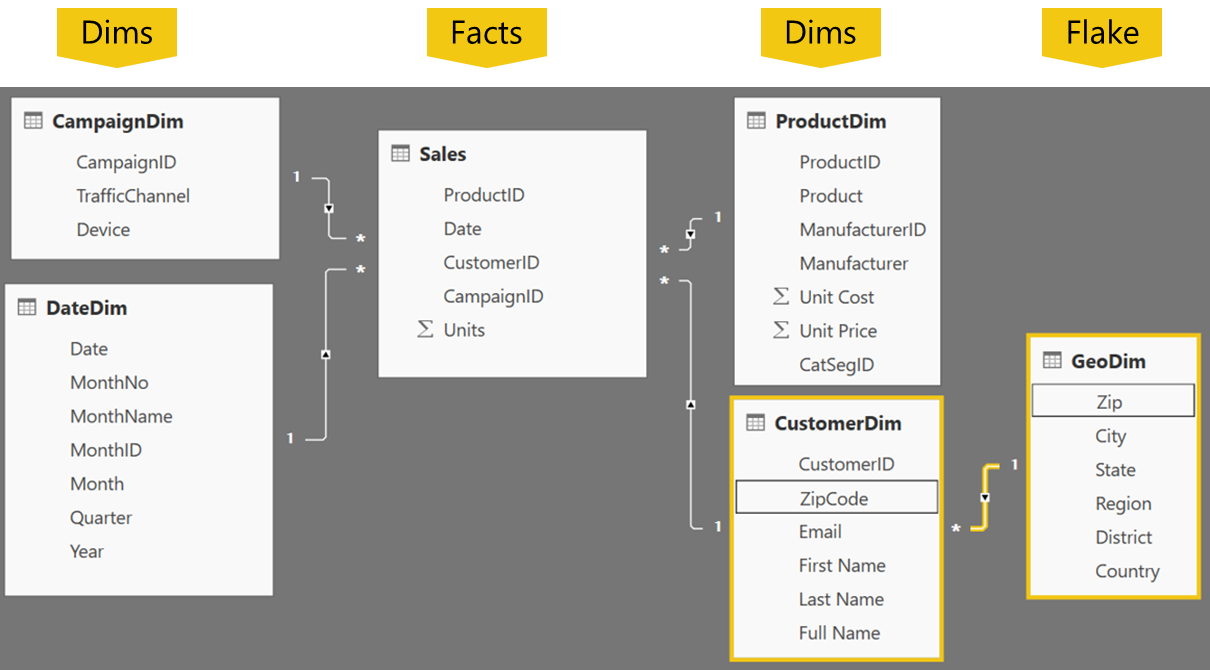 Dims
Facts
Dims
Flake
CampaignDim
CampaignID
TrafficChannel
Device
DateDim
Date
MonthNo
MonthName
MonthID
Month
Quarter
Year
1
*
*
1
Sales
ProductID
Date
CustomerID
CampaignID
Σ Units
1
*
*
1
ProductDim
ProductID
Product
ManufacturerID
Manufacturer
Σ Unit Cost
Σ Unit Price
CatSegID
CustomerDim
CustomerID
ZipCode
Email
First Name
Last Name
Full Name
1
*
GeoDim
Zip
City
State
Region
District
Country